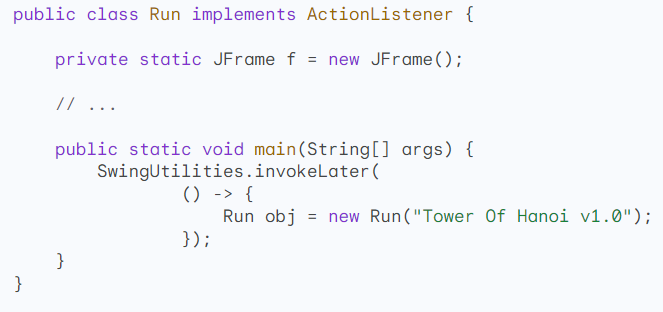 public class Run implements ActionListener {
private static JFrame f = new JFrame();
// ...
public static void main(String[] args) {
SwingUtilities.invokeLater(
() -> {
Run obj = new Run("Tower Of Hanoi v1.0");
});
}
}